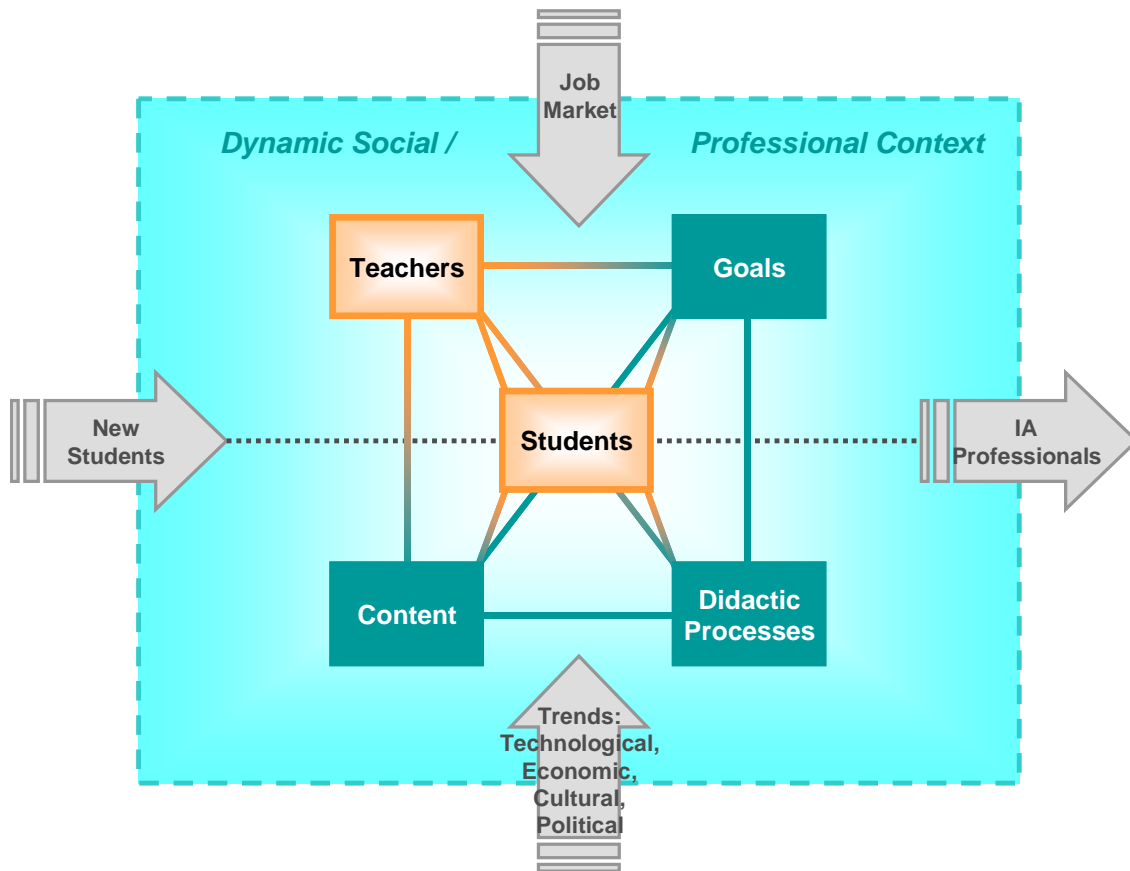 Job
Market
Dynamic Social /
Professional Context
Teachers
Goals
New
Students
Students
IA
Professionals
Content
Didactic
Processes
Trends:
Technological,
Economic,
Cultural,
Political